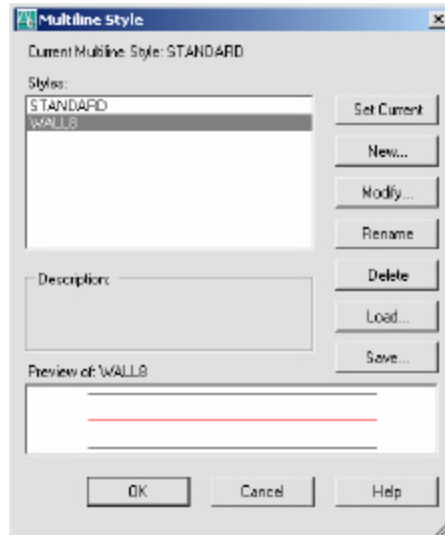 Multiline Style
Current Multiline Style: STANDARD
Styles:
STANDARD
WALL8
Set Current
New...
Modify...
Rename
Delete
Load...
Save...
Description:
Preview of: WALL8
OK
Cancel
Help